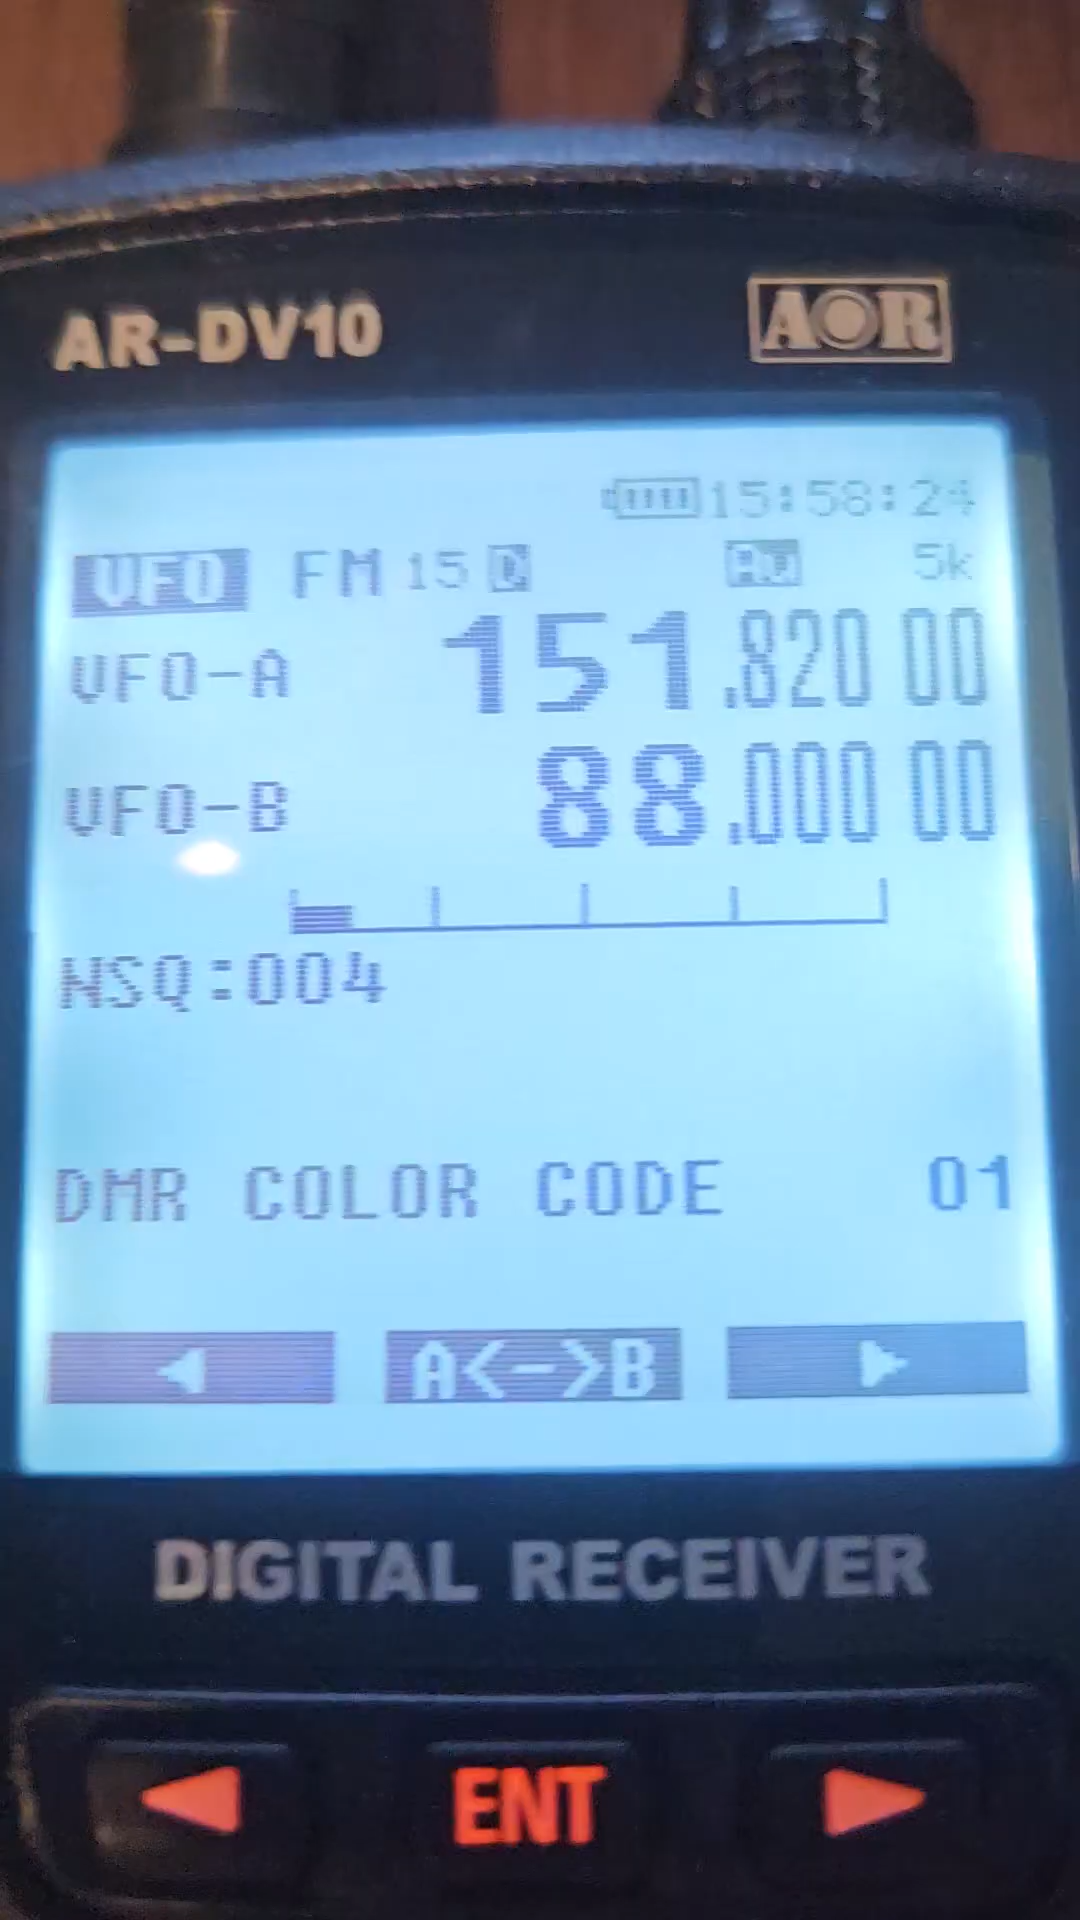 AR-DV10 AOR
15:58:24
VFO FM 15 Au 5k
VFO-A 151.820 00
VFO-B 88.000 00
NSQ:004
DMR COLOR CODE 01
A<->B
DIGITAL RECEIVER
ENT